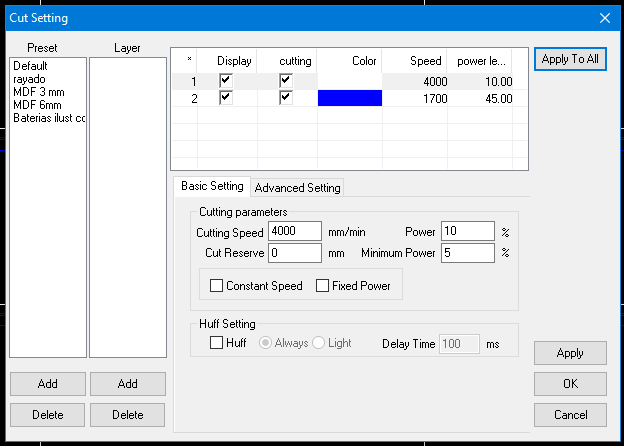 Cut Setting
Preset Layer
Default
rayado
MDF 3 mm
MDF 6mm
Baterias ilust cc
* Display cutting Color Speed power le...
1 4000 10.00
2 1700 45.00
Apply To All
Basic Setting Advanced Setting
Cutting parameters
Cutting Speed 4000 mm/min Power 10 %
Cut Reserve 0 mm Minimum Power 5 %
Constant Speed Fixed Power
Huff Setting
Huff Always Light Delay Time 100 ms
Add Add
Delete Delete
Apply
OK
Cancel